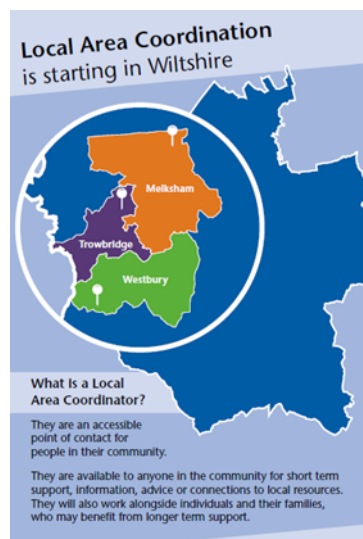 Local Area Coordination
is starting in Wiltshire
Melksham
Trowbridge
Westbury
What is a Local
Area Coordinator?
They are an accessible
point of contact for
people in their community.
They are available to anyone in the community for short term
support, information, advice or connections to local resources.
They will also work alongside individuals and their families,
who may benefit from longer term support.